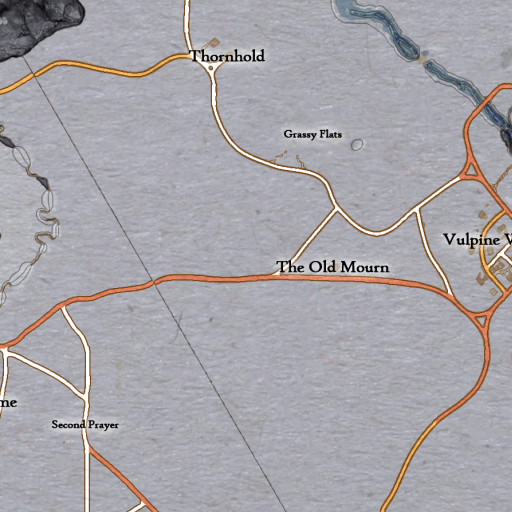 Thornhold
Grassy Flats
Vulpine W
The Old Mourn
me
Second Prayer